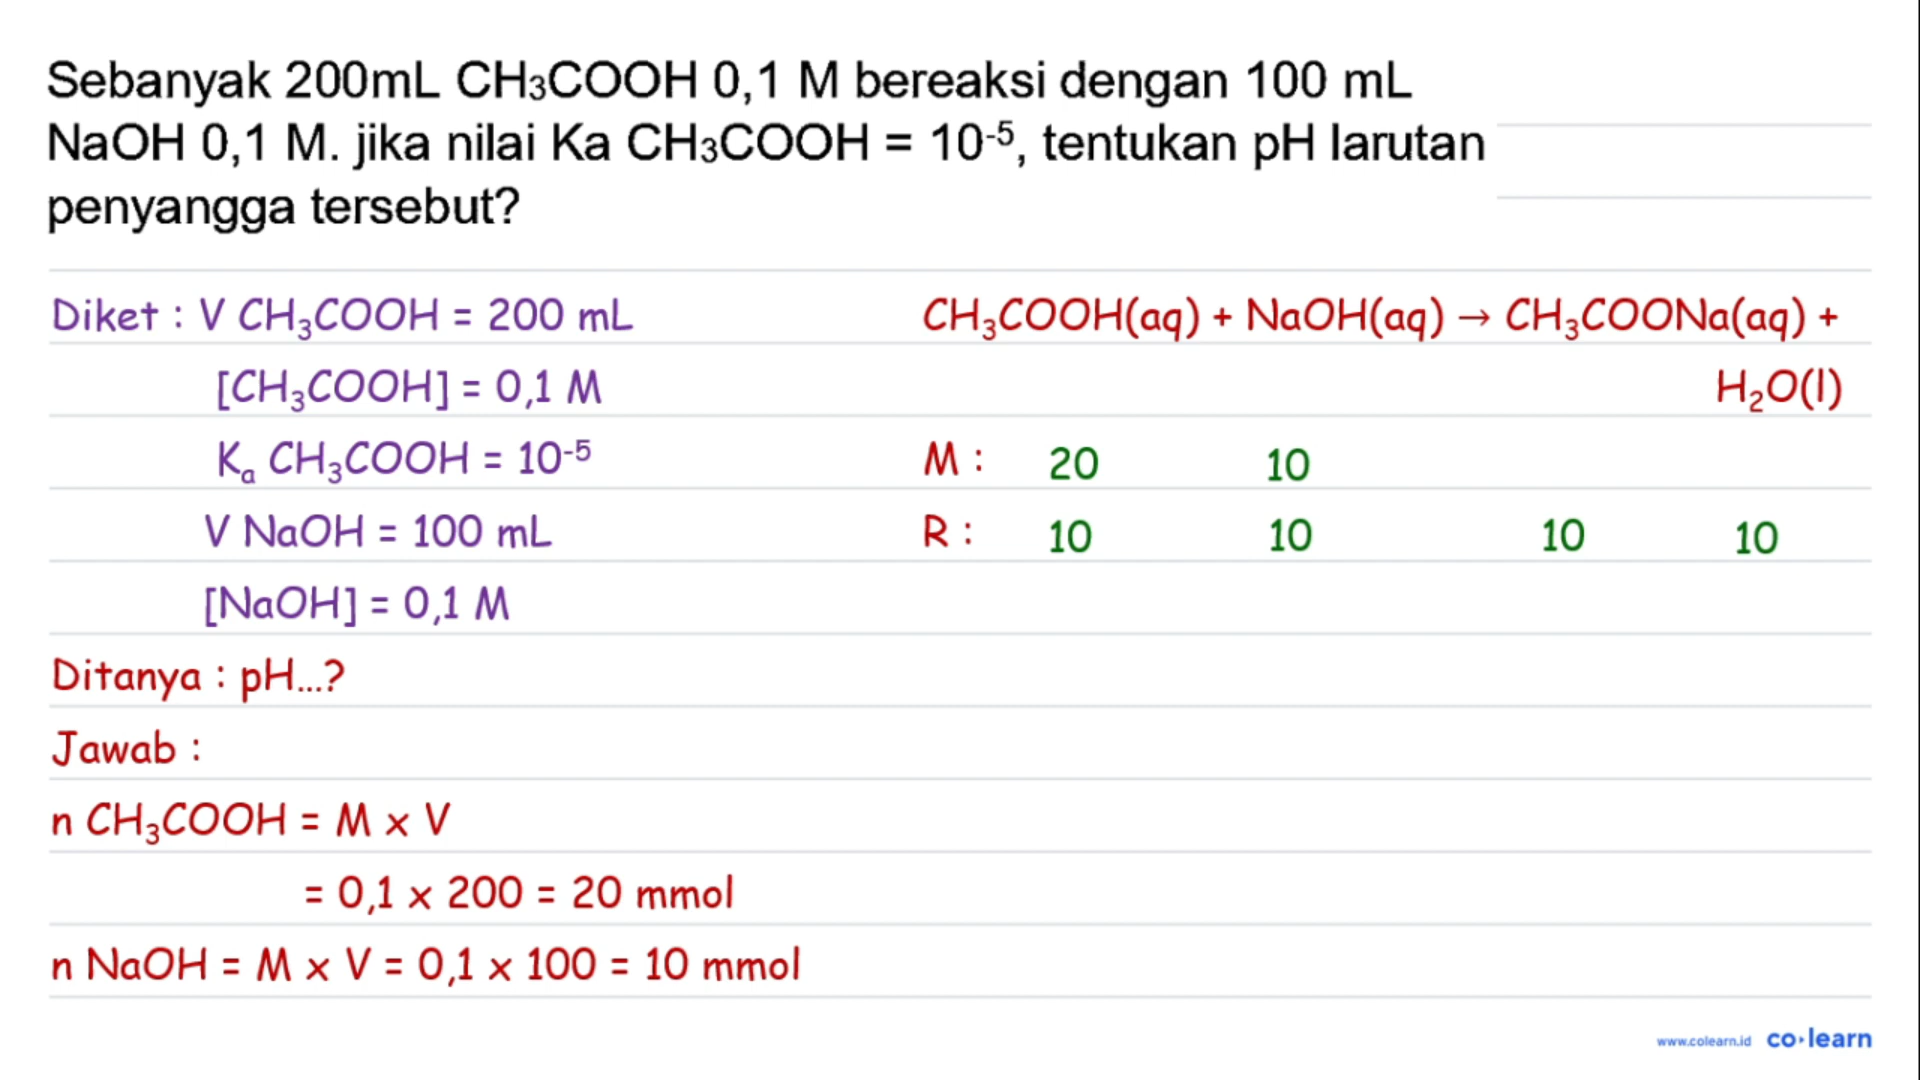 Sebanyak 200mL CH₃COOH 0,1 M bereaksi dengan 100 mL
NaOH 0,1 M. jika nilai Ka CH₃COOH = 10⁻⁵, tentukan pH larutan
penyangga tersebut?
Diket : V CH₃COOH = 200 mL
[CH₃COOH] = 0,1 M
Kₐ CH₃COOH = 10⁻⁵
V NaOH = 100 mL
[NaOH] = 0,1 M
Ditanya : pH...?
Jawab :
n CH₃COOH = M x V
= 0,1 x 200 = 20 mmol
n NaOH = M x V = 0,1 x 100 = 10 mmol
CH₃COOH(aq) + NaOH(aq) → CH₃COONa(aq) +
H₂O(l)
M : 20 10
R : 10 10 10 10
www.colearn.id co·learn